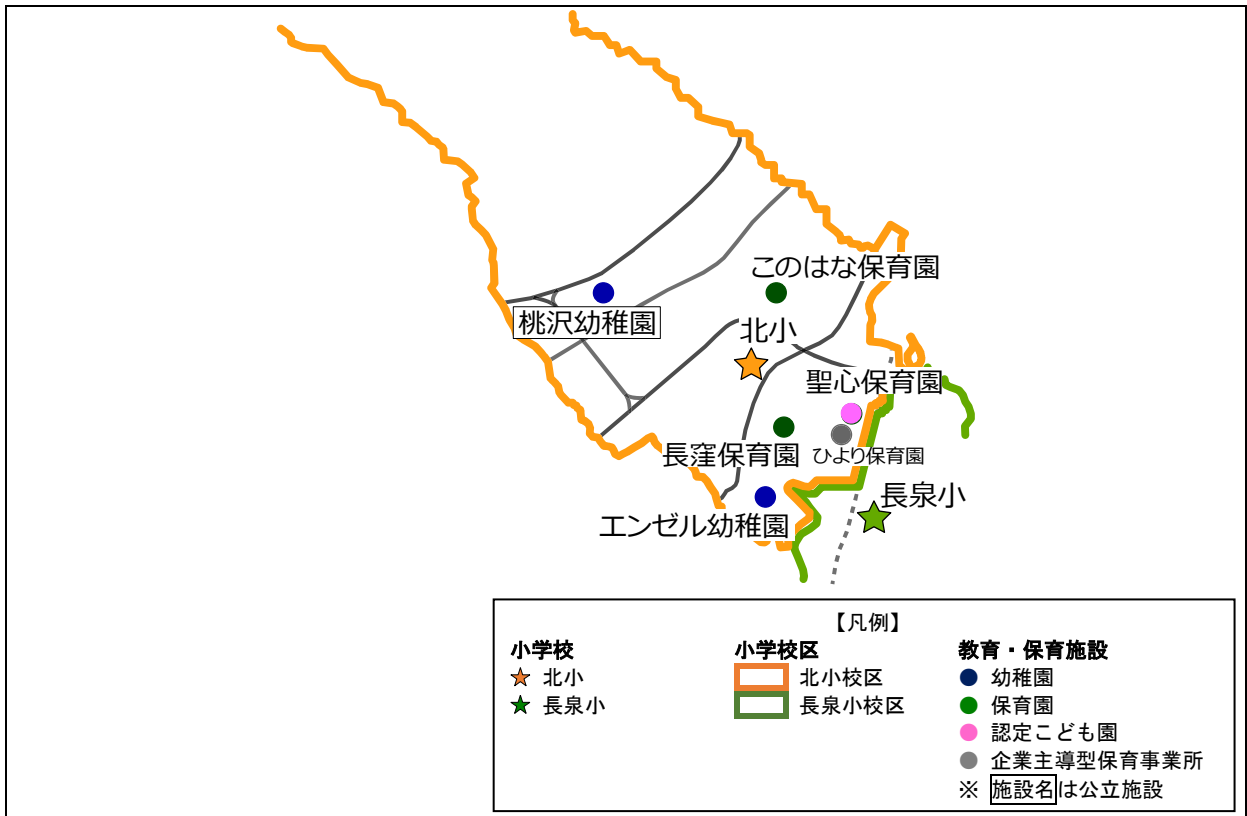 このはな保育園
桃沢幼稚園
北小
聖心保育園
長窪保育園
ひより保育園
長泉小
エンゼル幼稚園
【凡例】
小学校
北小
長泉小
小学校区
北小校区
長泉小校区
教育・保育施設
幼稚園
保育園
認定こども園
企業主導型保育事業所
※ 施設名は公立施設